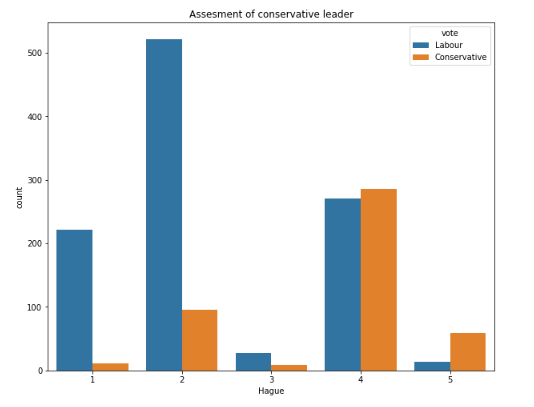 Assesment of conservative leader
vote
Labour
Conservative
500
400
300
200
100
0
count
1 2 3 4 5
Hague